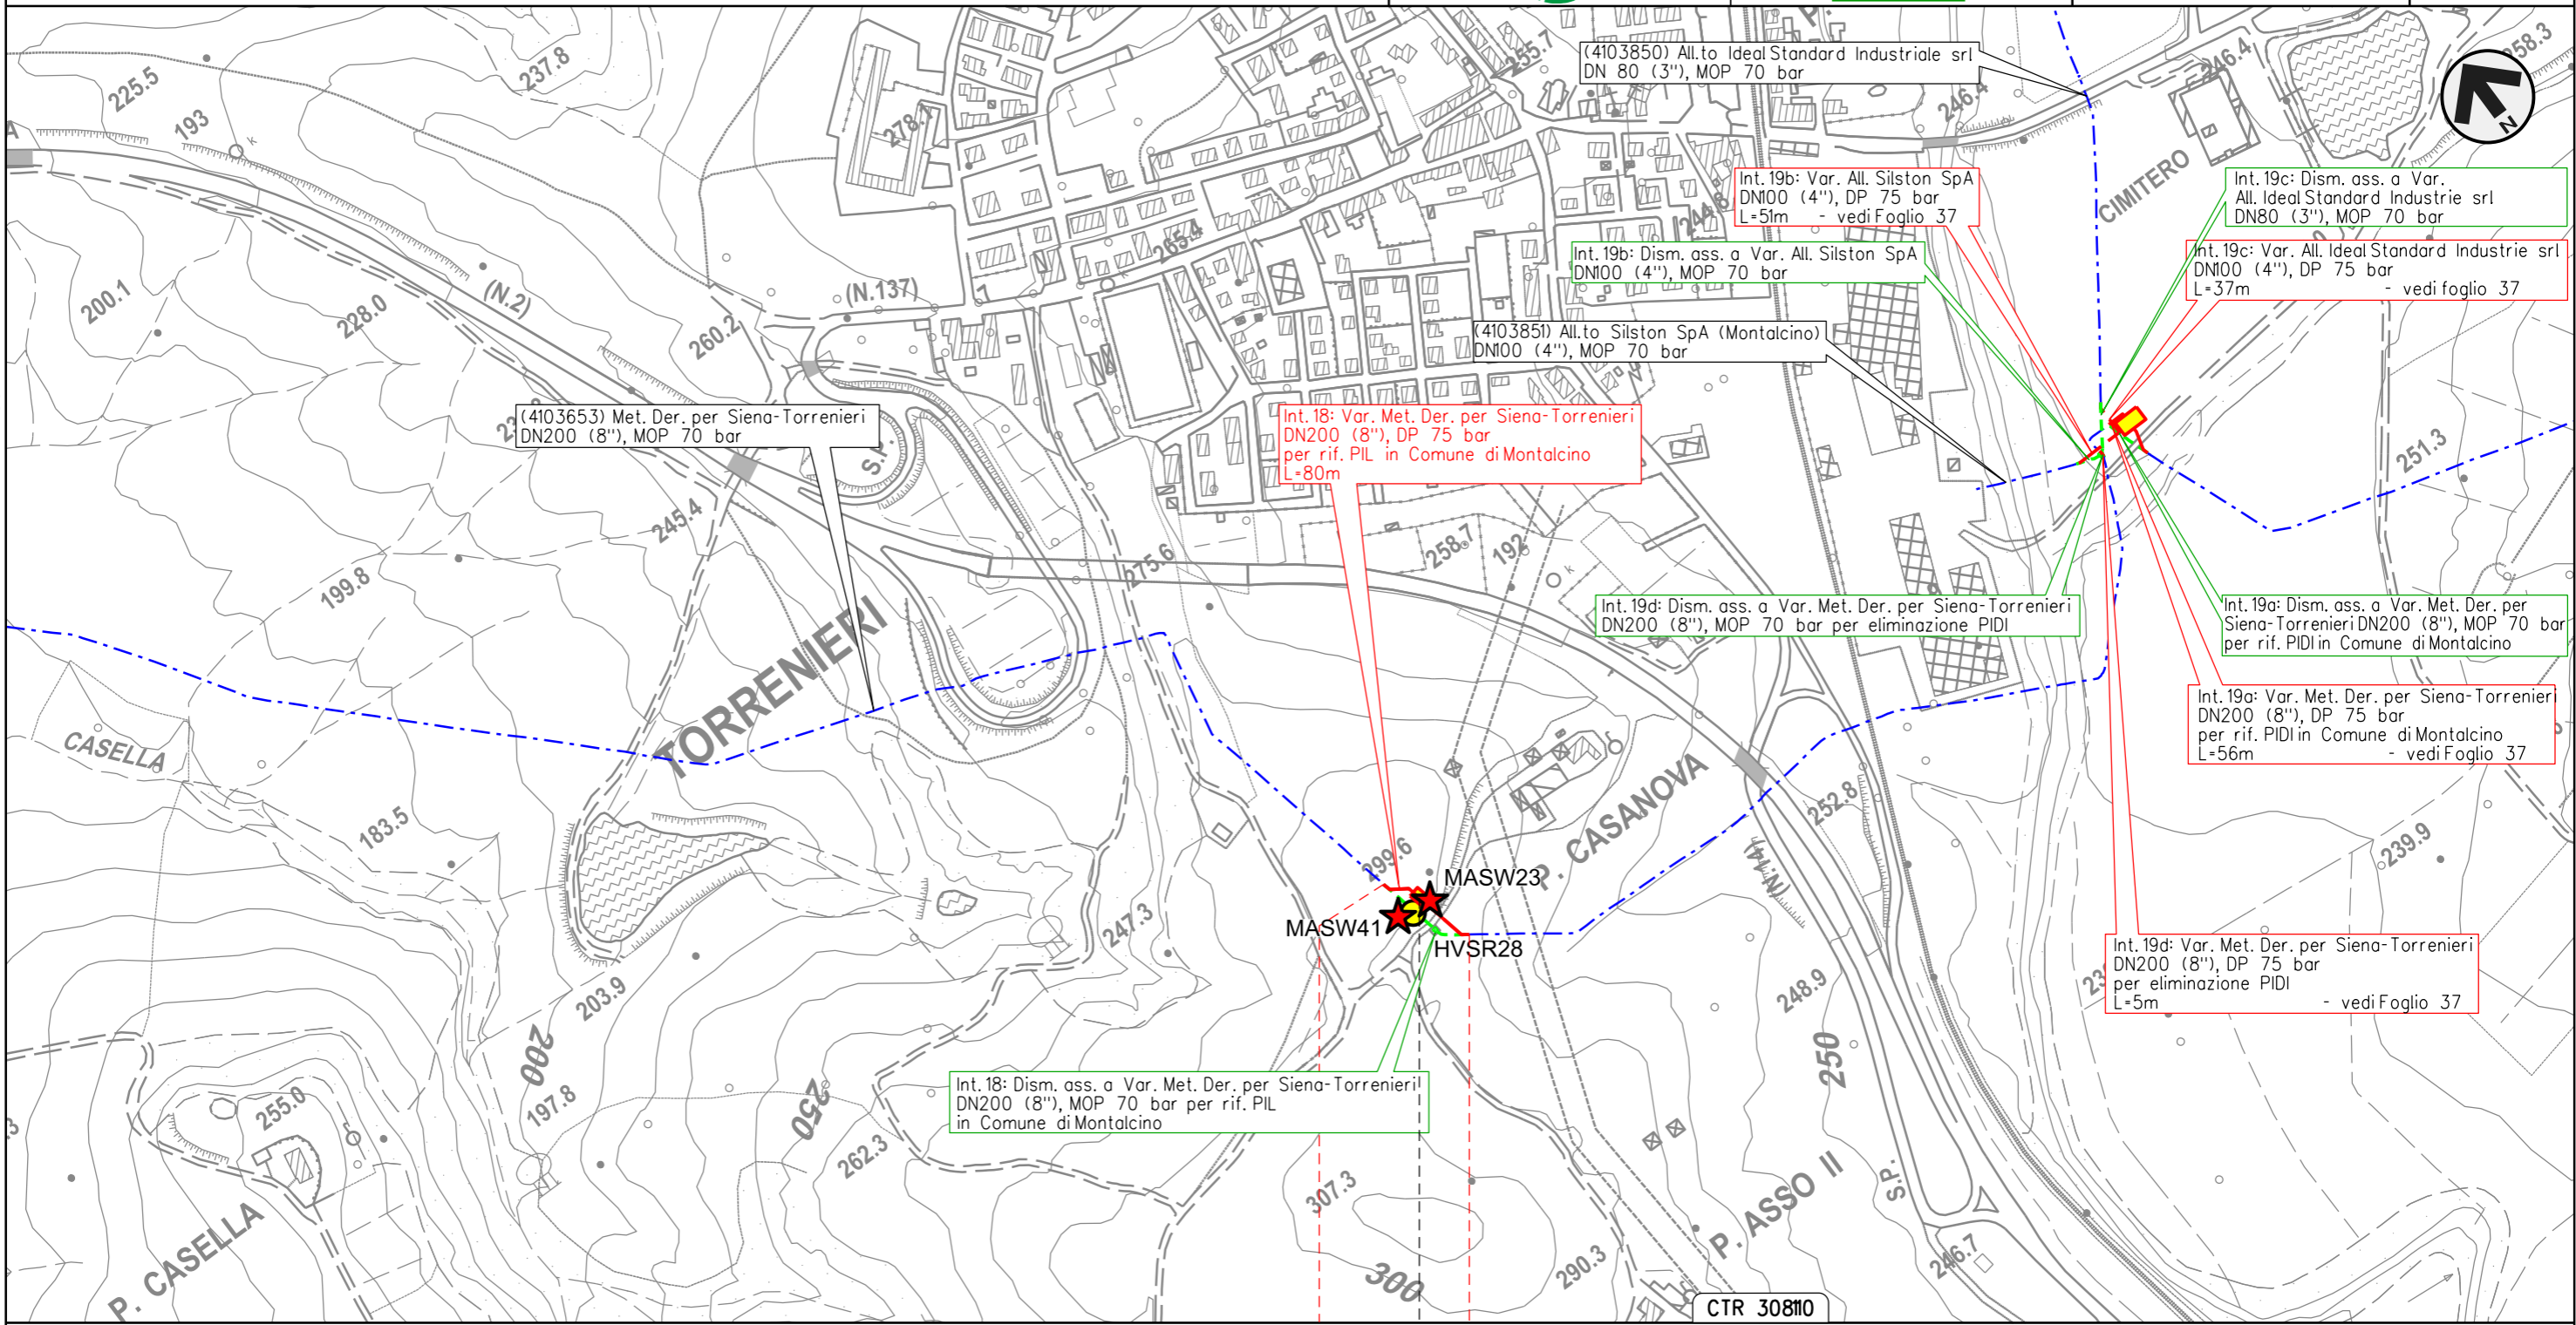 (4103850) All.to Ideal Standard Industriale srl
DN 80 (3"), MOP 70 bar
Int. 19b: Var. All. Silston SpA
DN100 (4"), DP 75 bar
L=51m - vedi Foglio 37
Int. 19c: Dism. ass. a Var.
All. Ideal Standard Industrie srl
DN80 (3"), MOP 70 bar
Int. 19b: Dism. ass. a Var. All. Silston SpA
DN100 (4"), MOP 70 bar
Int. 19c: Var. All. Ideal Standard Industrie srl
DN100 (4"), DP 75 bar
L=37m - vedi foglio 37
(4103851) All.to Silston SpA (Montalcino)
DN100 (4"), MOP 70 bar
(4103653) Met. Der. per Siena-Torrenieri
DN200 (8"), MOP 70 bar
Int. 18: Var. Met. Der. per Siena-Torrenieri
DN200 (8"), DP 75 bar
per rif. PIL in Comune di Montalcino
L=80m
Int. 19d: Dism. ass. a Var. Met. Der. per Siena-Torrenieri
DN200 (8"), MOP 70 bar per eliminazione PIDI
Int. 19a: Dism. ass. a Var. Met. Der. per
Siena-Torrenieri DN200 (8"), MOP 70 bar
per rif. PIDI in Comune di Montalcino
Int. 19a: Var. Met. Der. per Siena-Torrenieri
DN200 (8"), DP 75 bar
per rif. PIDI in Comune di Montalcino
L=56m - vedi Foglio 37
Int. 19d: Var. Met. Der. per Siena-Torrenieri
DN200 (8"), DP 75 bar
per eliminazione PIDI
L=5m - vedi Foglio 37
Int. 18: Dism. ass. a Var. Met. Der. per Siena-Torrenieri
DN200 (8"), MOP 70 bar per rif. PIL
in Comune di Montalcino
MASW23
MASW41
HVSR28
N
CIMITERO
TORRENIERI
CASELLA
P. CASELLA
P. CASANOVA
P. ASSO II
S.P.
S.P.
(N.2)
(N.137)
(N.14)
225.5
193
237.8
278.1
255.7
246.4
246.4
258.3
244.8
265.4
200.1
228.0
260.2
245.4
199.8
275.6
258.7
192
251.3
183.5
299.6
252.8
239.9
247.3
203.9
248.9
200
197.8
250
262.3
255.0
250
307.3
300
290.3
246.7
CTR 308110